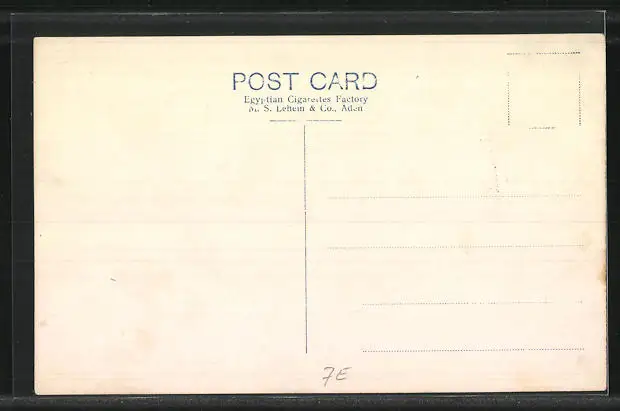 POST CARD
Egyptian Cigarettes Factory
M. S. Lehem & Co., Aden
7E